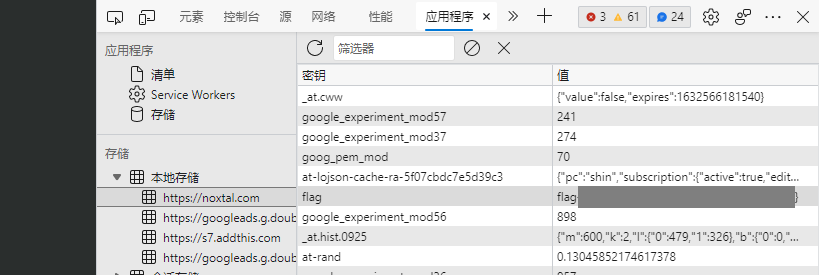 元素 控制台 源 网络 性能 应用程序 3 61 24
应用程序
清单
Service Workers
存储
存储
本地存储
https://noxtal.com
https://googleads.g.doub
https://s7.addthis.com
https://googleads.g.doub
筛选器
密钥 值
_at.cww {"value":false,"expires":1632566181540}
google_experiment_mod57 241
google_experiment_mod37 274
goog_pem_mod 70
at-lojson-cache-ra-5f07cbdc7e5d39c3 {"pc":"shin","subscription":{"active":true,"edit...
flag flag }
google_experiment_mod56 898
_at.hist.0925 {"m":600,"k":2,"l":{"0":479,"1":326},"b":{"0":0,"...
at-rand 0.13045852174617378